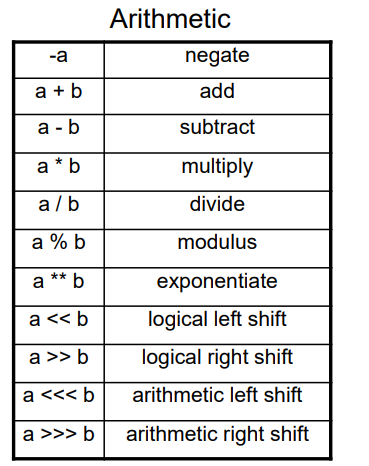 Arithmetic
-a negate
a + b add
a - b subtract
a * b multiply
a / b divide
a % b modulus
a ** b exponentiate
a << b logical left shift
a >> b logical right shift
a <<< b arithmetic left shift
a >>> b arithmetic right shift